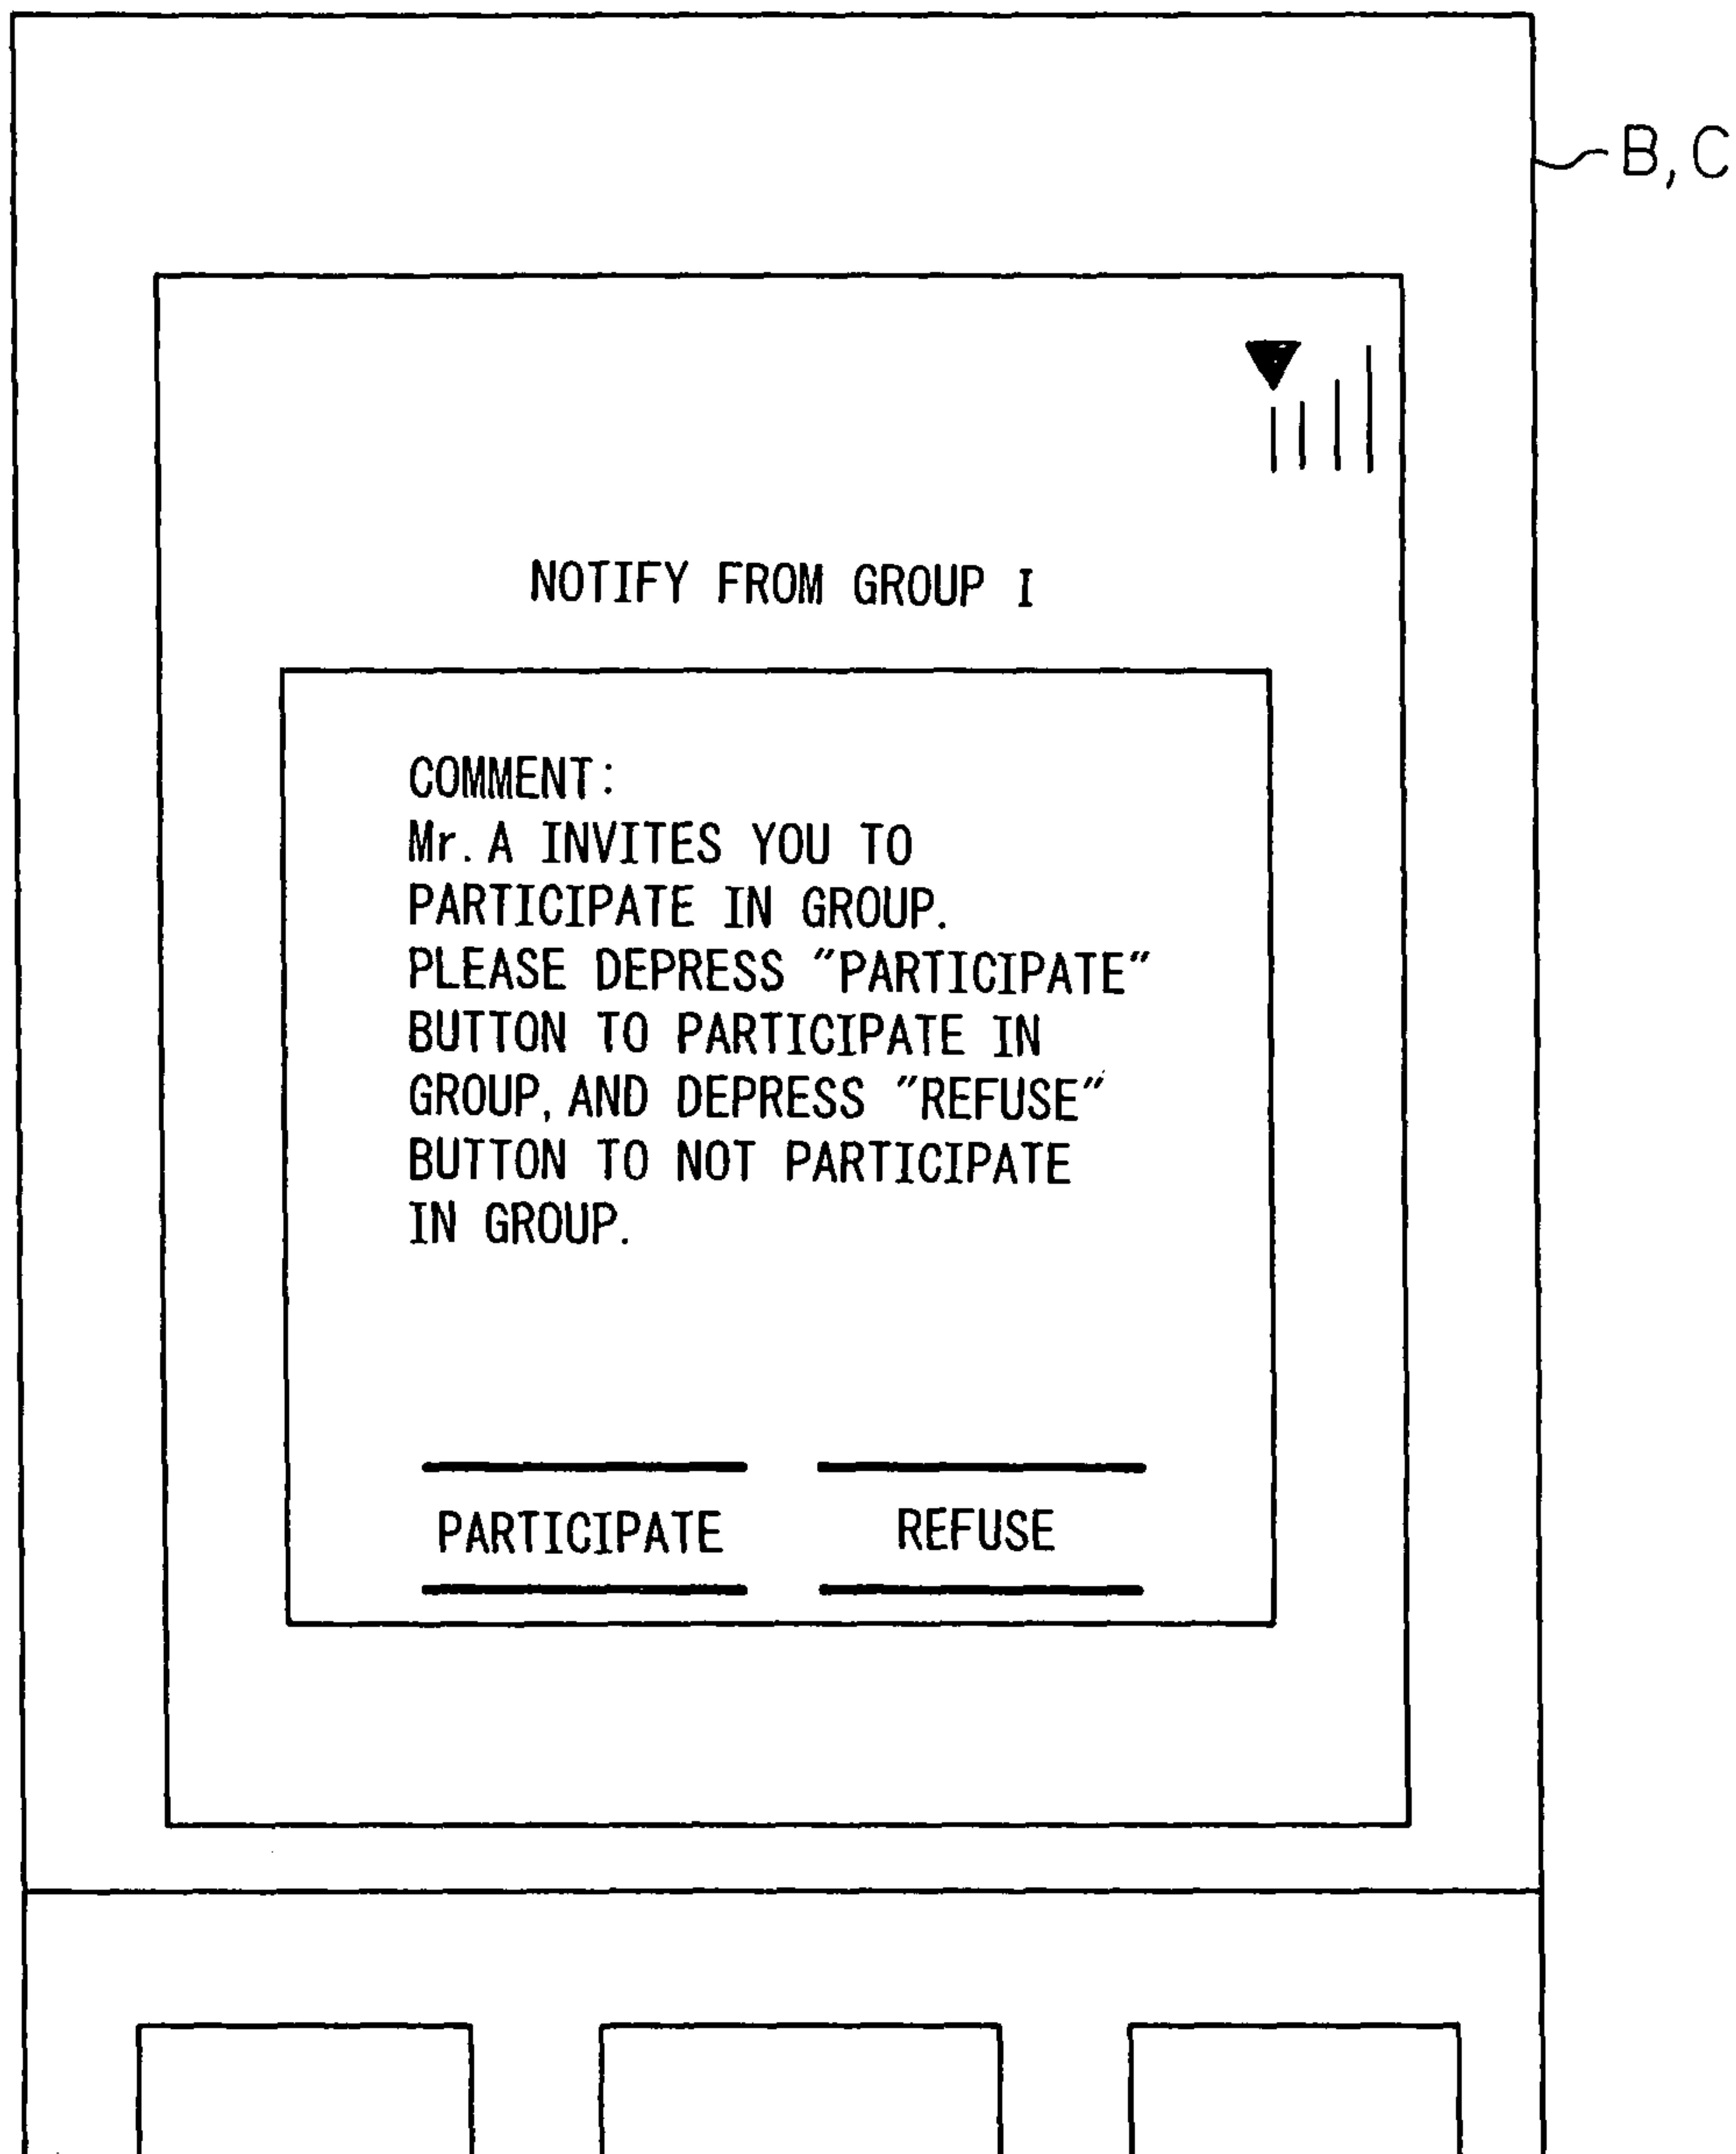 B, C
NOTIFY FROM GROUP I
COMMENT:
Mr. A INVITES YOU TO
PARTICIPATE IN GROUP.
PLEASE DEPRESS "PARTICIPATE"
BUTTON TO PARTICIPATE IN
GROUP, AND DEPRESS "REFUSE"
BUTTON TO NOT PARTICIPATE
IN GROUP.
PARTICIPATE REFUSE